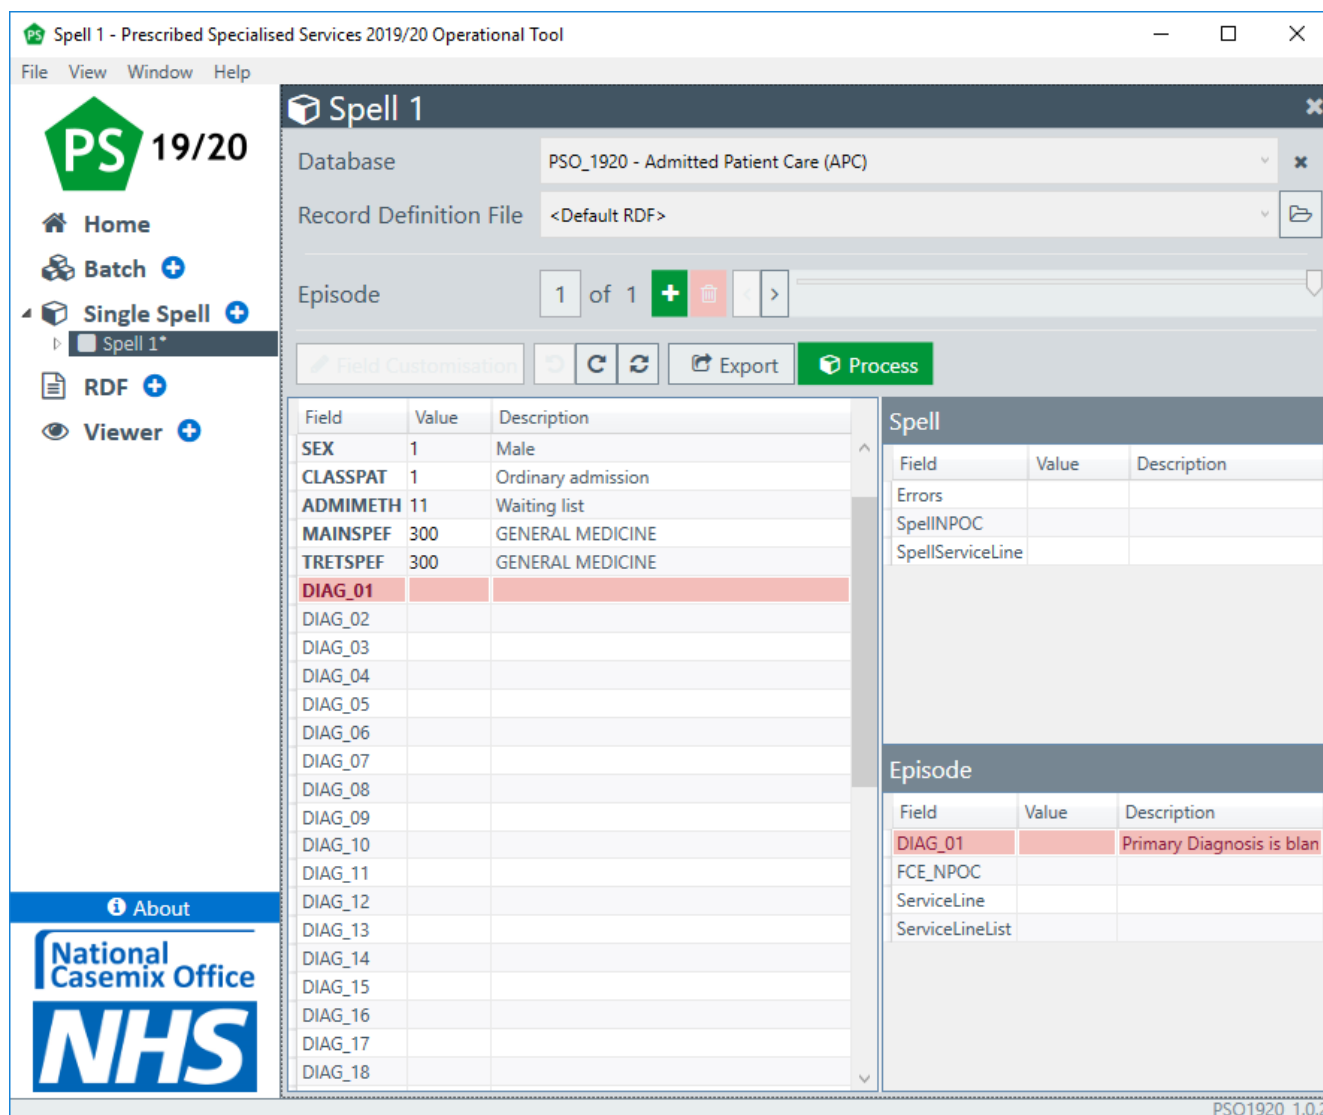 Spell 1 - Prescribed Specialised Services 2019/20 Operational Tool
File View Window Help
PS 19/20
Home
Batch
Single Spell
Spell 1*
RDF
Viewer
About
National
Casemix Office
NHS
Spell 1
Database PSO_1920 - Admitted Patient Care (APC)
Record Definition File <Default RDF>
Episode 1 of 1
Field Customisation Export Process
Field Value Description
SEX 1 Male
CLASSPAT 1 Ordinary admission
ADMIMETH 11 Waiting list
MAINSPEF 300 GENERAL MEDICINE
TRETSPEF 300 GENERAL MEDICINE
DIAG_01
DIAG_02
DIAG_03
DIAG_04
DIAG_05
DIAG_06
DIAG_07
DIAG_08
DIAG_09
DIAG_10
DIAG_11
DIAG_12
DIAG_13
DIAG_14
DIAG_15
DIAG_16
DIAG_17
DIAG_18
Spell
Field Value Description
Errors
SpellNPOC
SpellServiceLine
Episode
Field Value Description
DIAG_01 Primary Diagnosis is blan
FCE_NPOC
ServiceLine
ServiceLineList